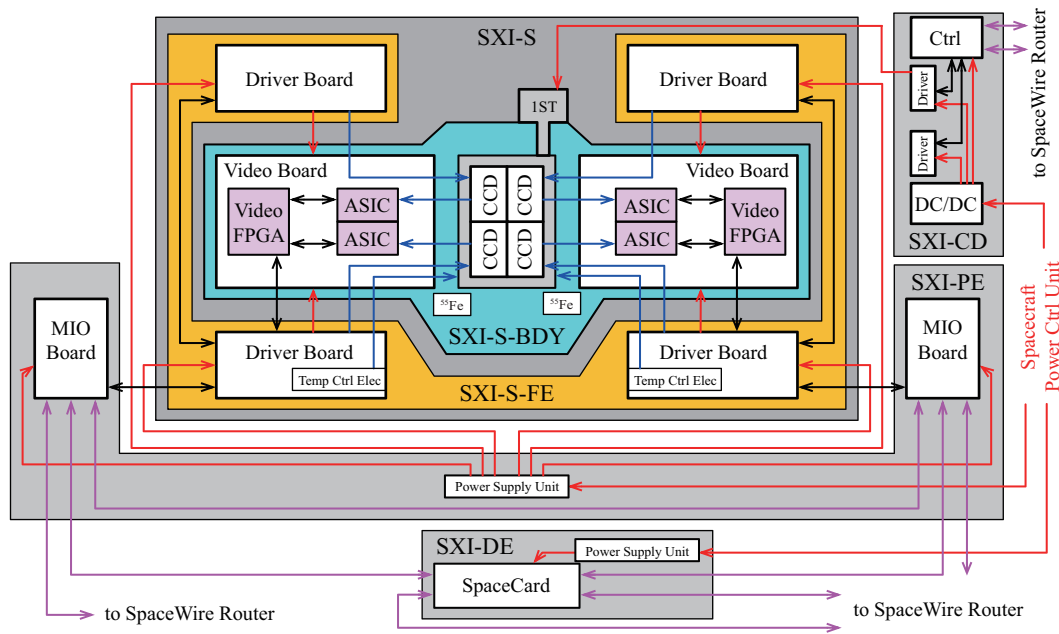 SXI-S
Driver Board
Driver Board
1ST
Ctrl
Driver
Driver
DC/DC
SXI-CD
to SpaceWire Router
Video Board
Video Board
Video
FPGA
ASIC
ASIC
CCD
CCD
CCD
CCD
ASIC
ASIC
Video
FPGA
55Fe
55Fe
SXI-S-BDY
SXI-PE
MIO
Board
MIO
Board
Driver Board
Temp Ctrl Elec
Driver Board
Temp Ctrl Elec
SXI-S-FE
Spacecraft
Power Ctrl Unit
Power Supply Unit
SXI-DE
Power Supply Unit
SpaceCard
to SpaceWire Router
to SpaceWire Router